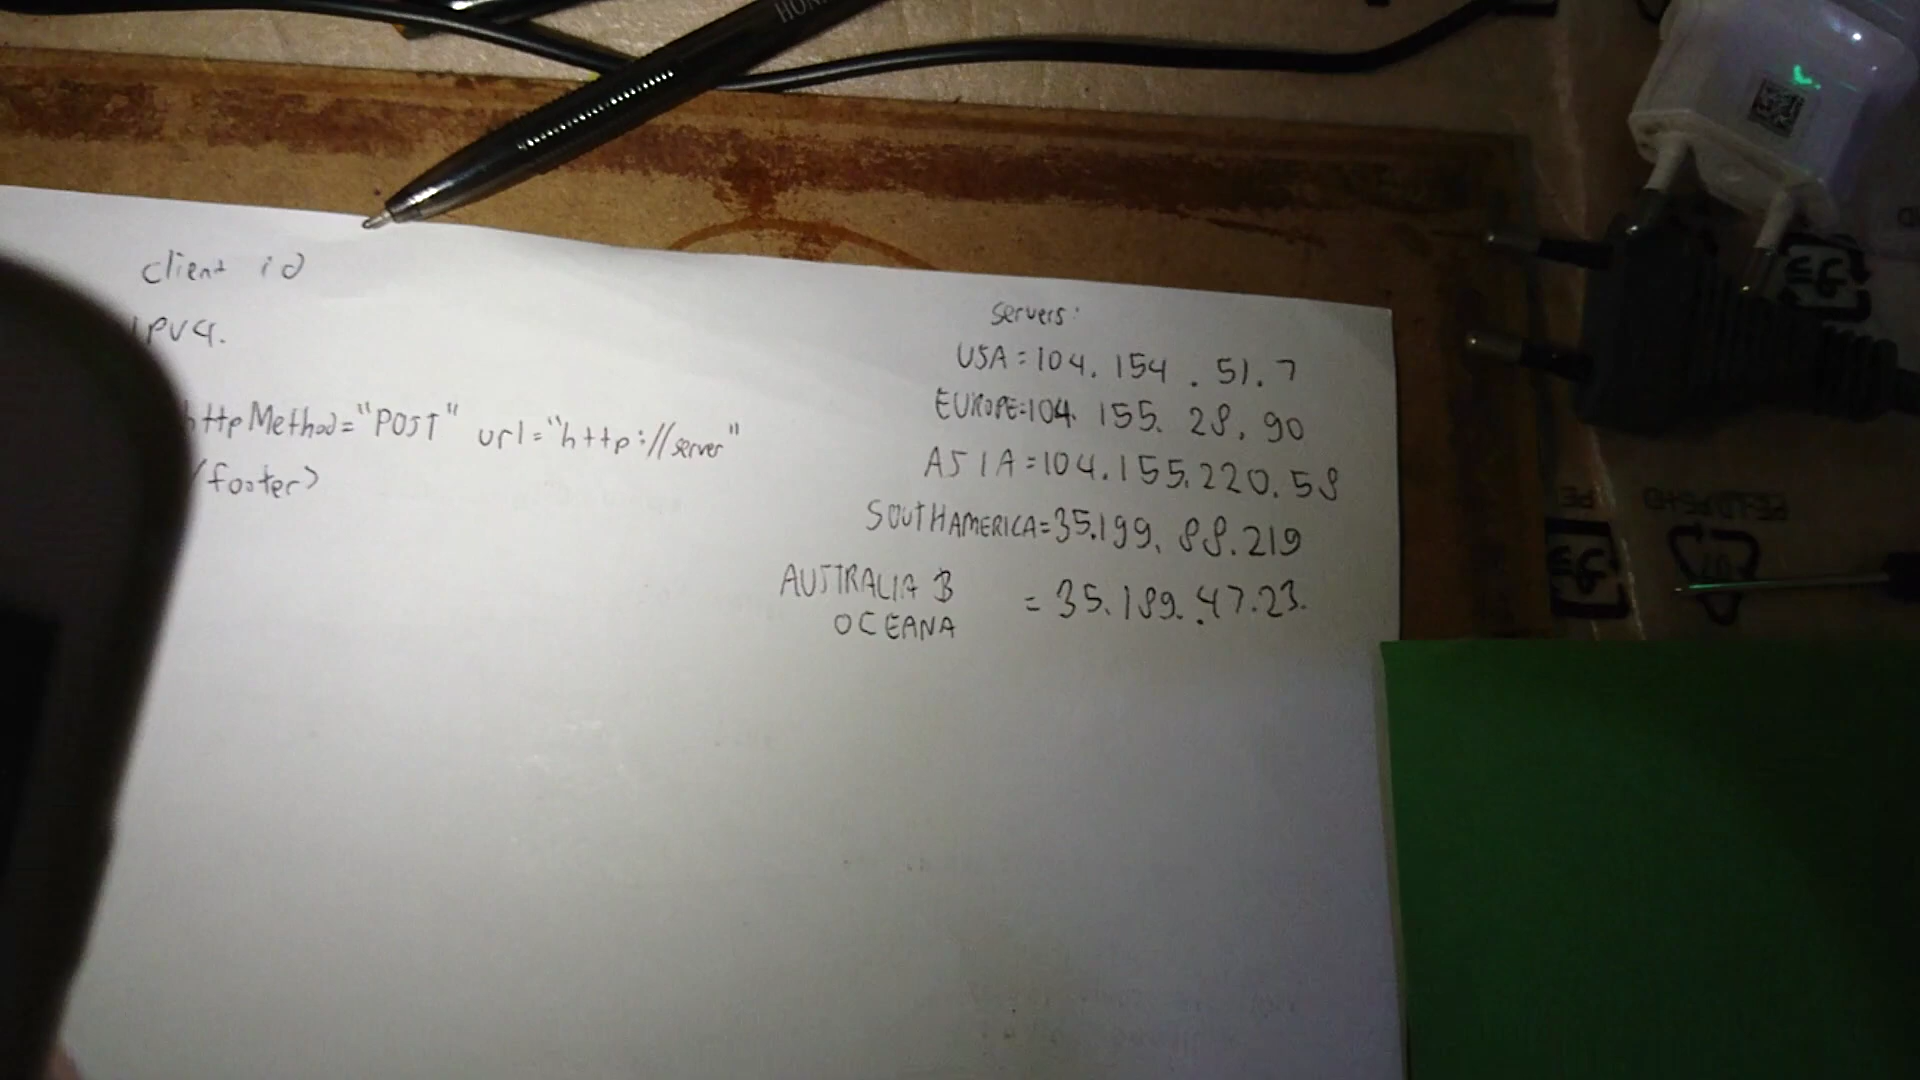 HON
client id
IPV4.
httpMethod="POST" url="http://server"
/footer>
servers:
USA=104.154.51.7
EUROPE=104.155.28.90
ASIA=104.155.220.58
SOUTHAMERICA=35.199.88.219
AUSTRALIA &
OCEANA = 35.189.47.23.